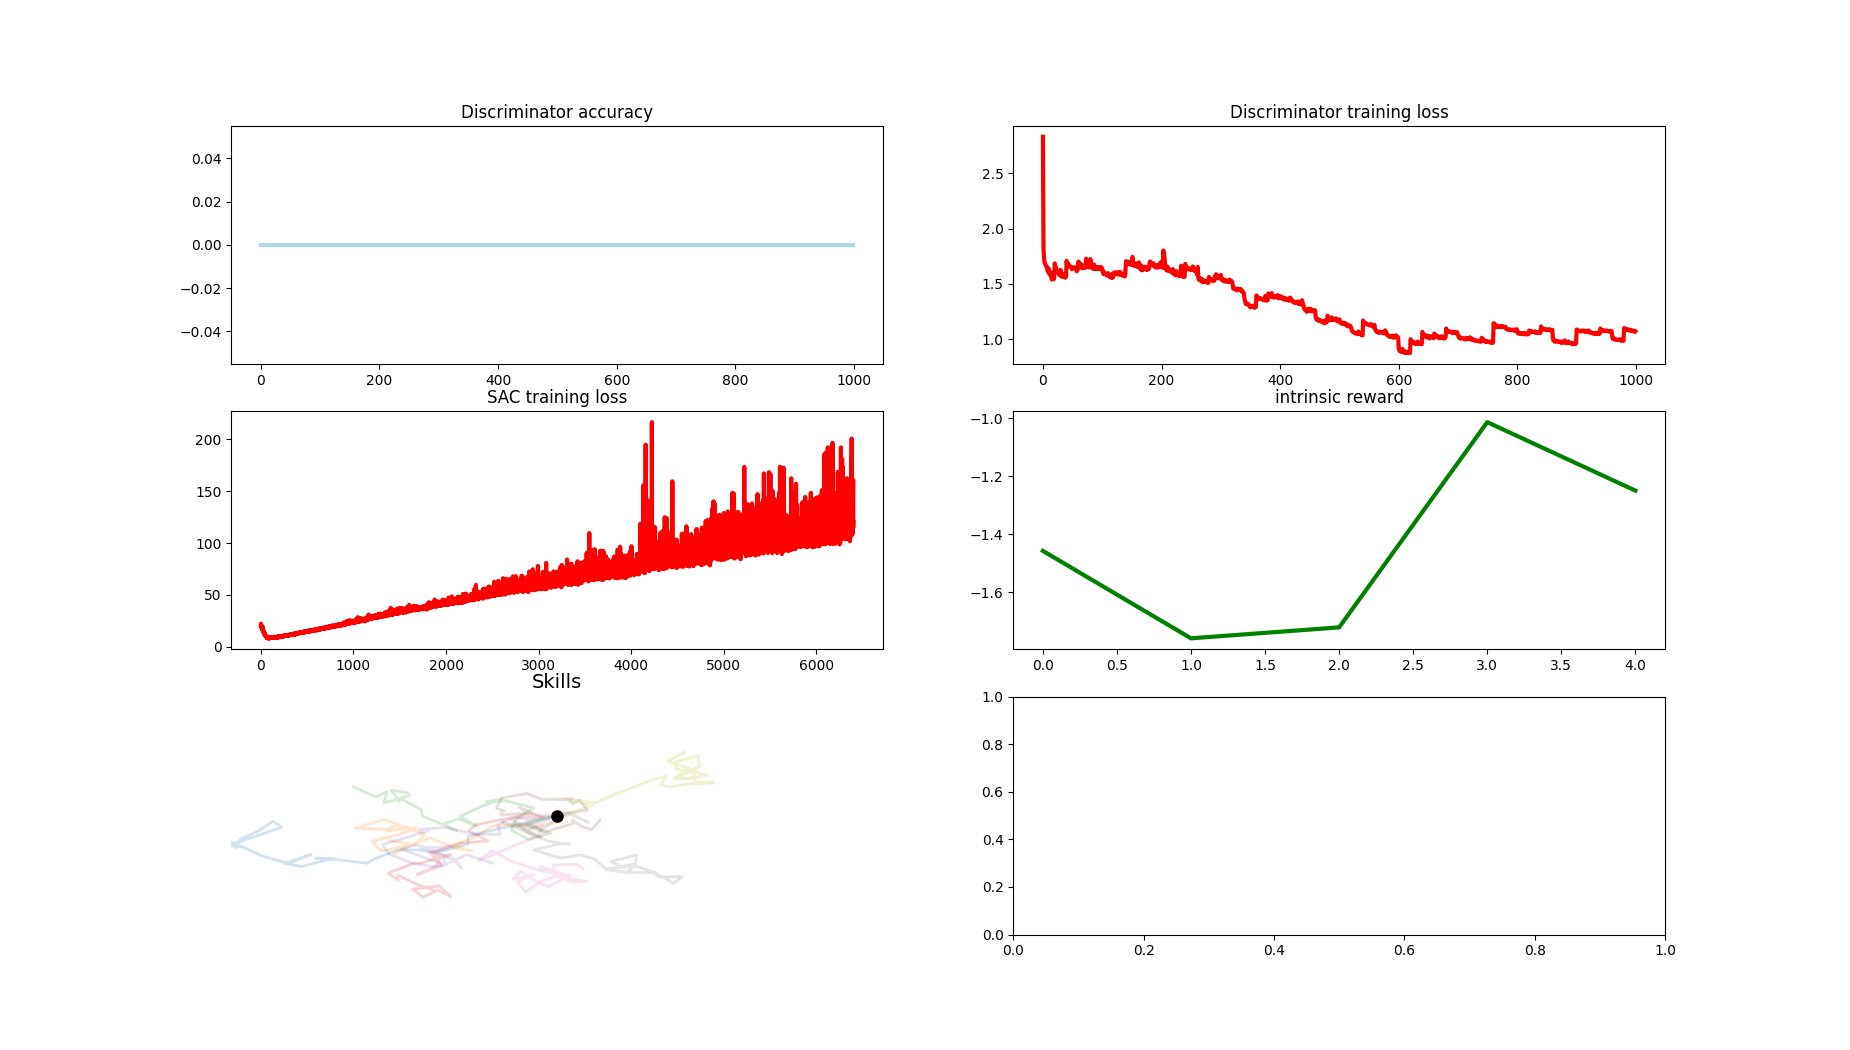 Discriminator accuracy
0.04
0.02
0.00
−0.02
−0.04
0 200 400 600 800 1000
Discriminator training loss
2.5
2.0
1.5
1.0
0 200 400 600 800 1000
SAC training loss
200
150
100
50
0
0 1000 2000 3000 4000 5000 6000
intrinsic reward
−1.0
−1.2
−1.4
−1.6
0.0 0.5 1.0 1.5 2.0 2.5 3.0 3.5 4.0
Skills
1.0
0.8
0.6
0.4
0.2
0.0
0.0 0.2 0.4 0.6 0.8 1.0